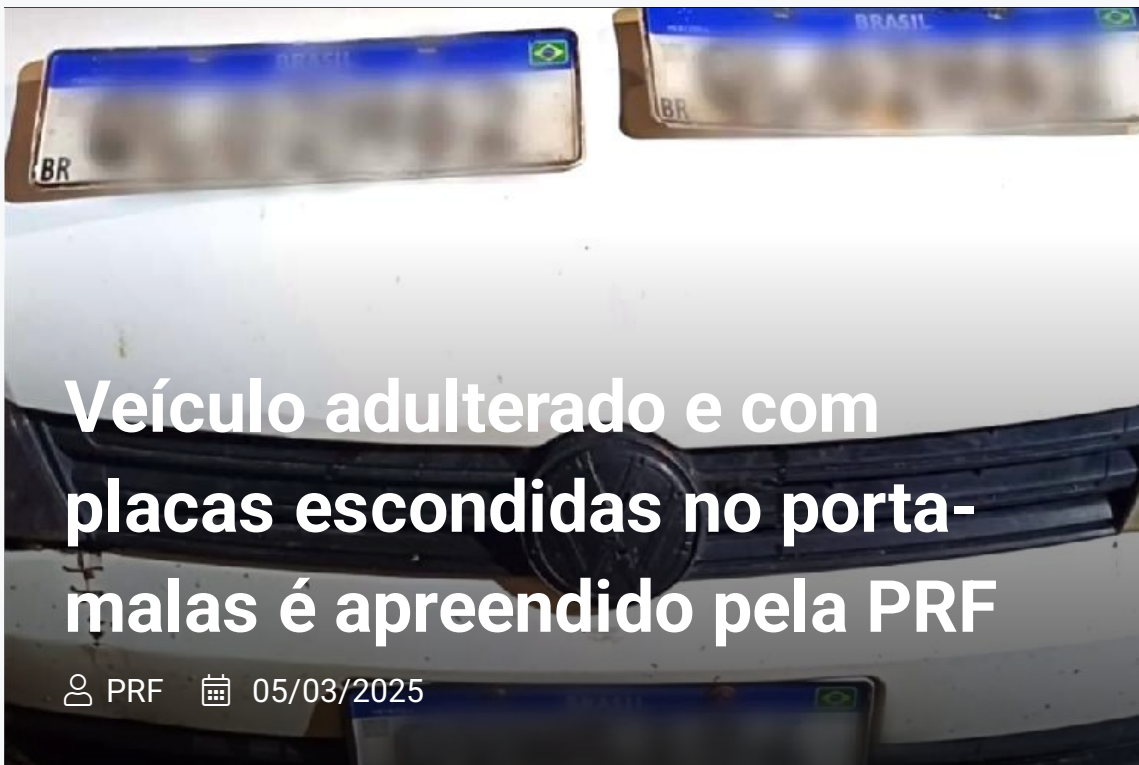 BRASIL
BRASIL
BR
BR
Veículo adulterado e com
placas escondidas no porta-
malas é apreendido pela PRF
PRF 05/03/2025